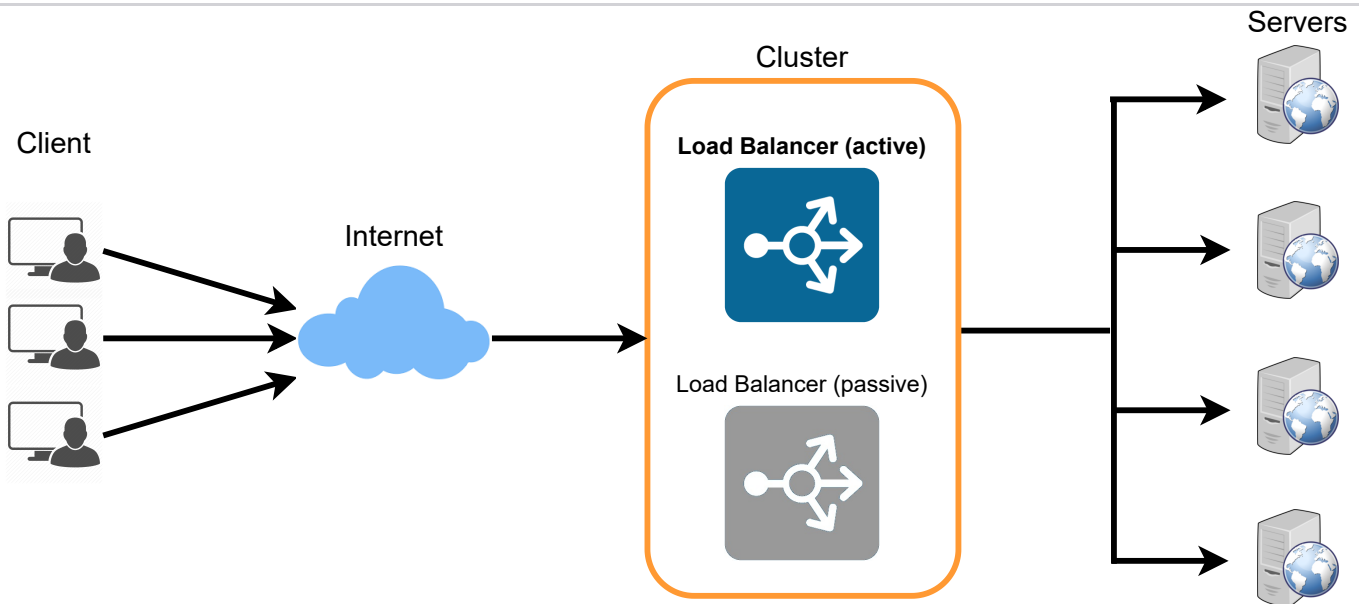 Servers
Cluster
Client
Load Balancer (active)
Internet
Load Balancer (passive)